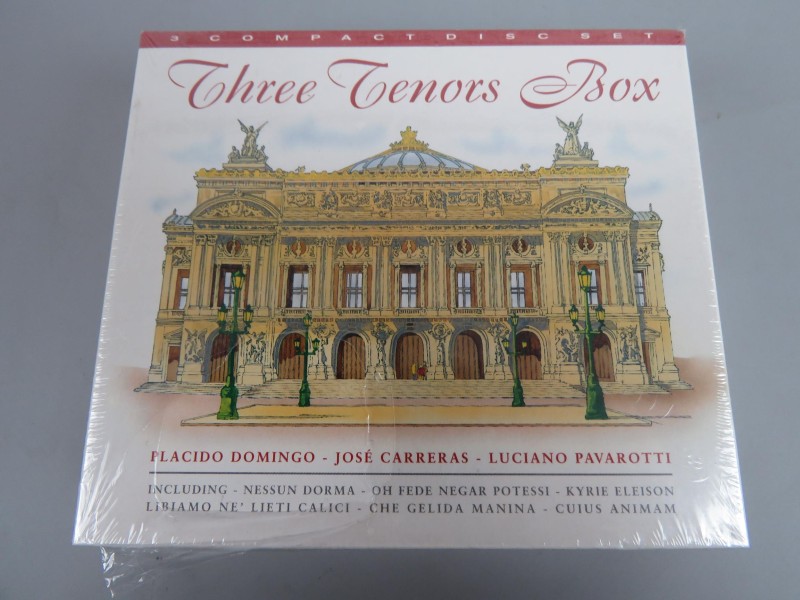 3 COMPACT DISC SET
Three Tenors Box
PLACIDO DOMINGO - JOSÉ CARRERAS - LUCIANO PAVAROTTI
INCLUDING - NESSUN DORMA - OH FEDE NEGAR POTESSI - KYRIE ELEISON
LIBIAMO NE' LIETI CALICI - CHE GELIDA MANINA - CUIUS ANIMAM